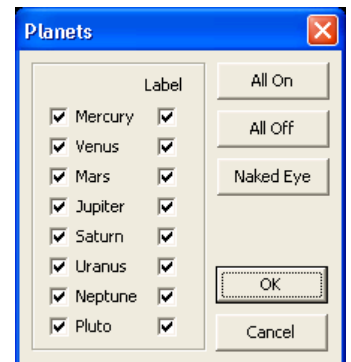 Planets
Label
Mercury
Venus
Mars
Jupiter
Saturn
Uranus
Neptune
Pluto
All On
All Off
Naked Eye
OK
Cancel